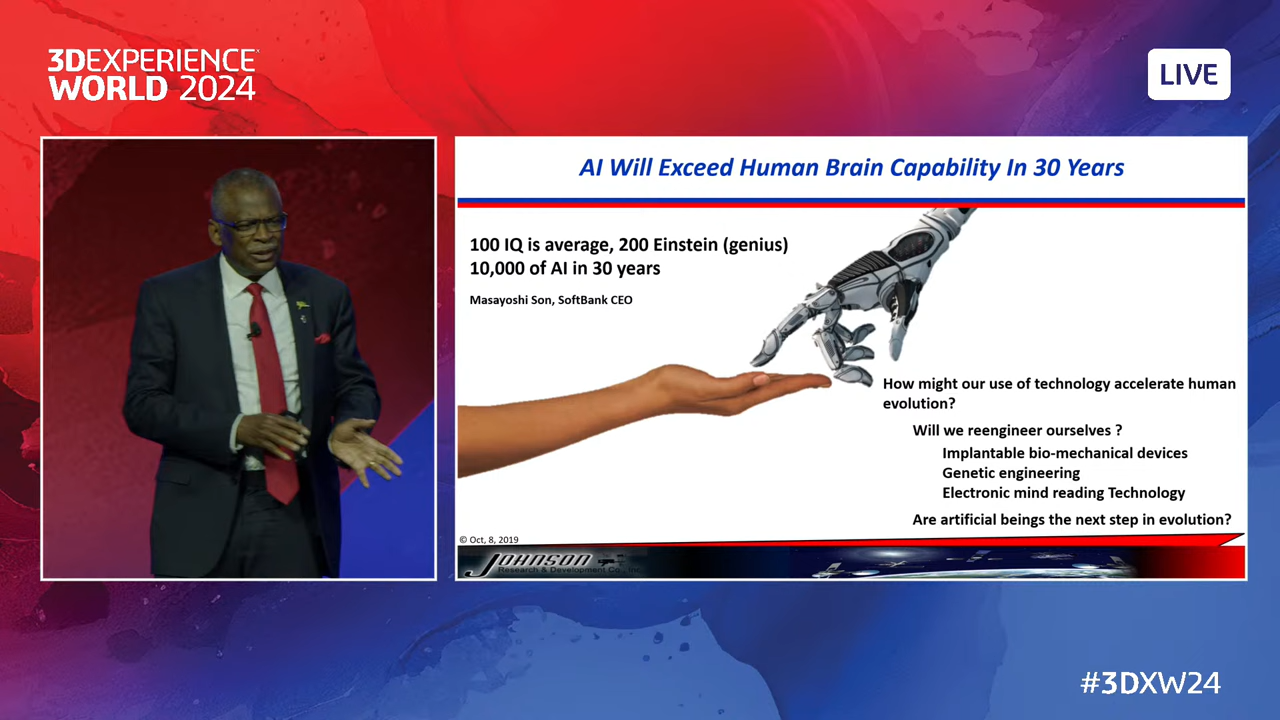 3DEXPERIENCE
WORLD 2024
LIVE
AI Will Exceed Human Brain Capability In 30 Years
100 IQ is average, 200 Einstein (genius)
10,000 of AI in 30 years
Masayoshi Son, SoftBank CEO
How might our use of technology accelerate human
evolution?
Will we reengineer ourselves ?
Implantable bio-mechanical devices
Genetic engineering
Electronic mind reading Technology
Are artificial beings the next step in evolution?
© Oct, 8, 2019
JOHNSON
Research & Development Co., Inc.
#3DXW24